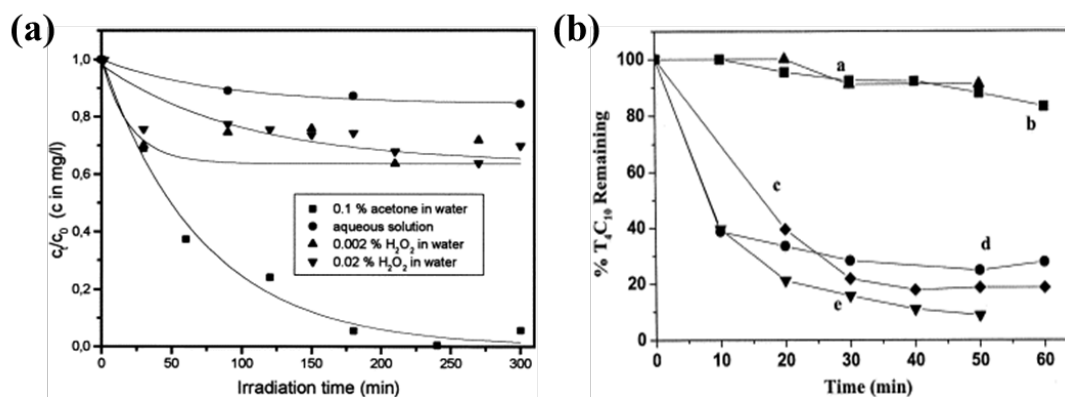 (a)
1,0
0,8
0,6
0,4
0,2
0,0
0
50
100
150
200
250
300
cₜ/c₀ (c in mg/l)
Irradiation time (min)
0.1 % acetone in water
aqueous solution
0.002 % H₂O₂ in water
0.02 % H₂O₂ in water
(b)
100
80
60
40
20
0
0
10
20
30
40
50
60
% T₄C₁₀ Remaining
Time (min)
a
b
c
d
e